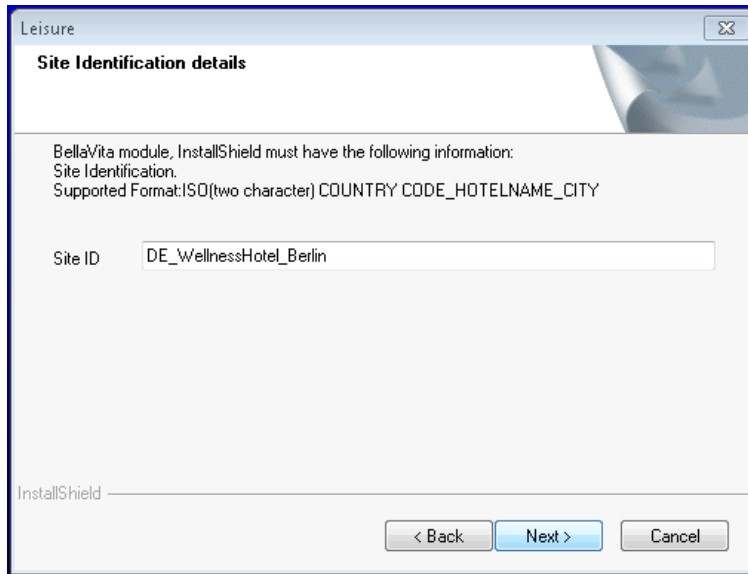 Leisure
Site Identification details
BellaVita module, InstallShield must have the following information:
Site Identification.
Supported Format:ISO(two character) COUNTRY CODE_HOTELNAME_CITY
Site ID
DE_WellnessHotel_Berlin
InstallShield
< Back
Next >
Cancel